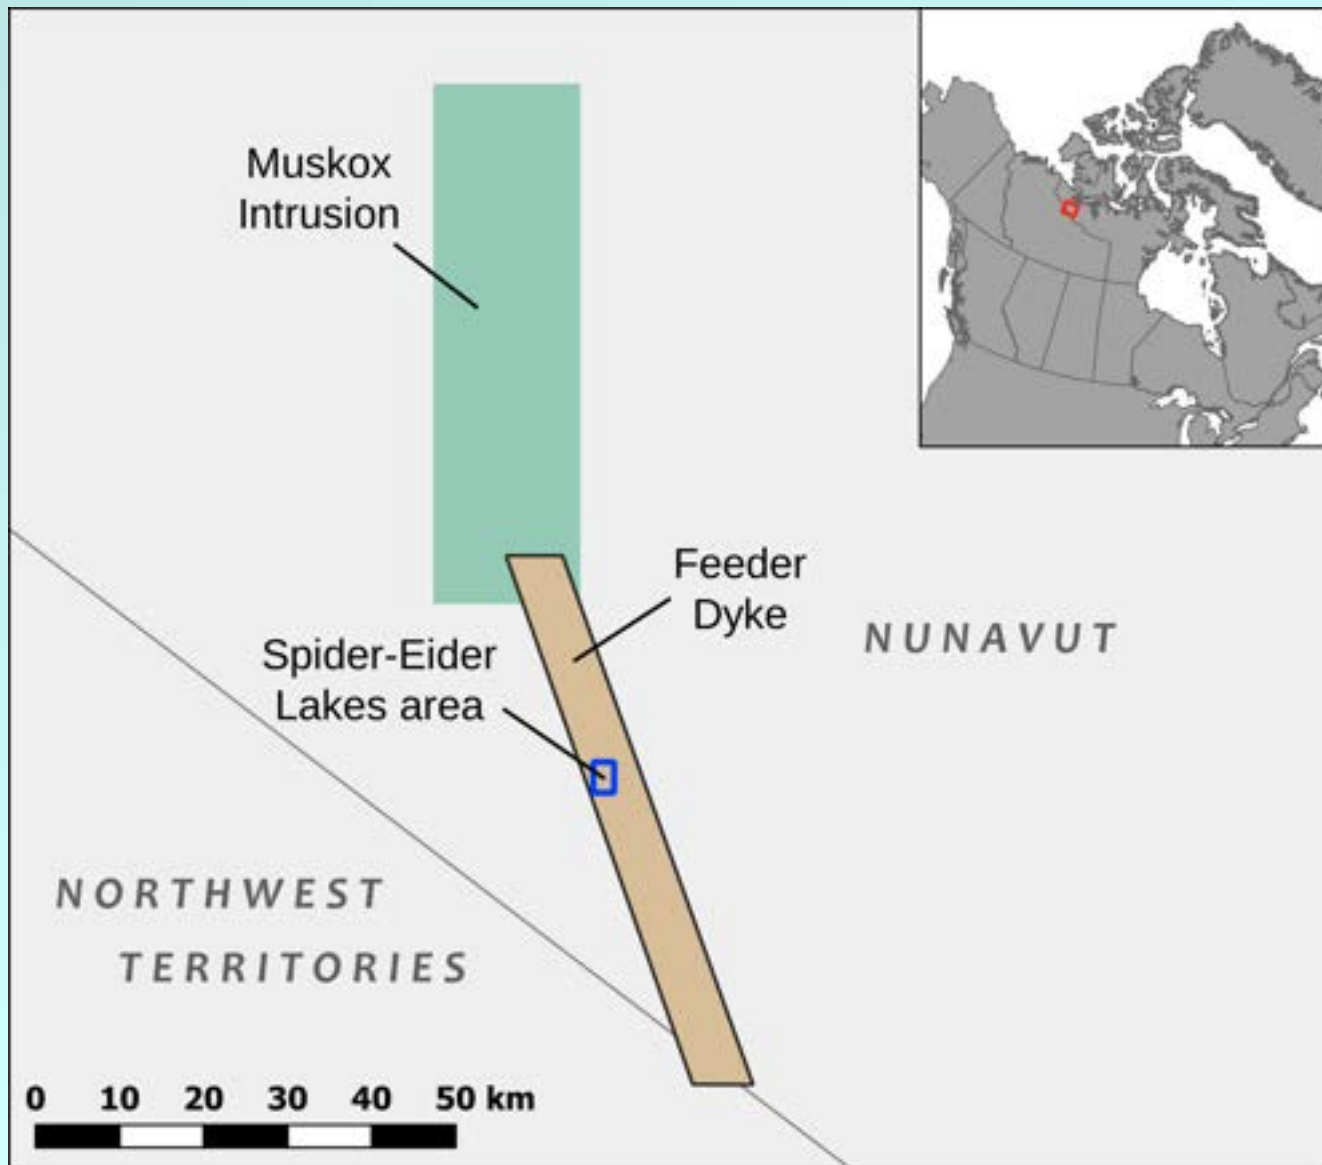 Muskox
Intrusion
Feeder
Dyke
NUNAVUT
Spider-Eider
Lakes area
NORTHWEST
TERRITORIES
0 10 20 30 40 50 km